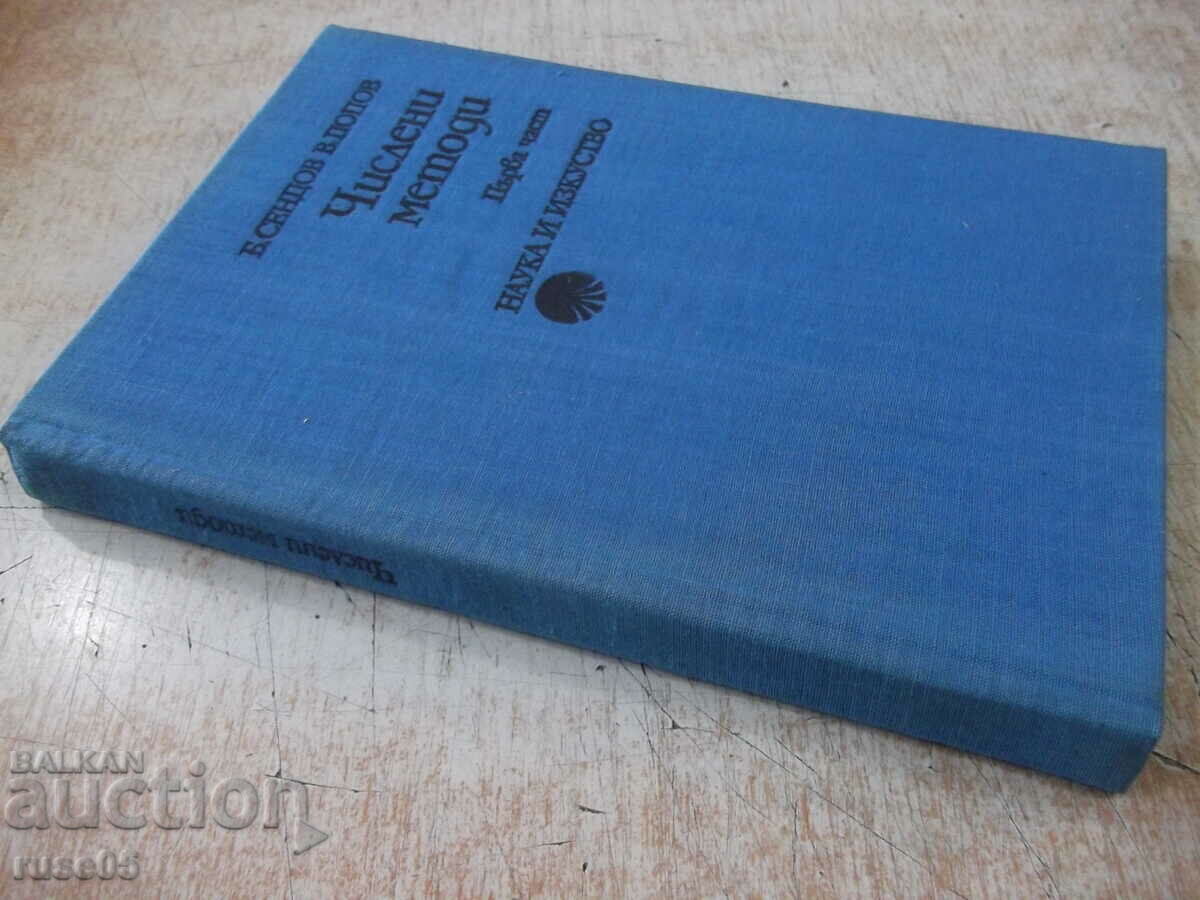 Б. СЕНДОВ В. ПОПОВ
Числени
методи
Първа част
НАУКА И ИЗКУСТВО
Числени методи
BALKAN
auction
ruse05